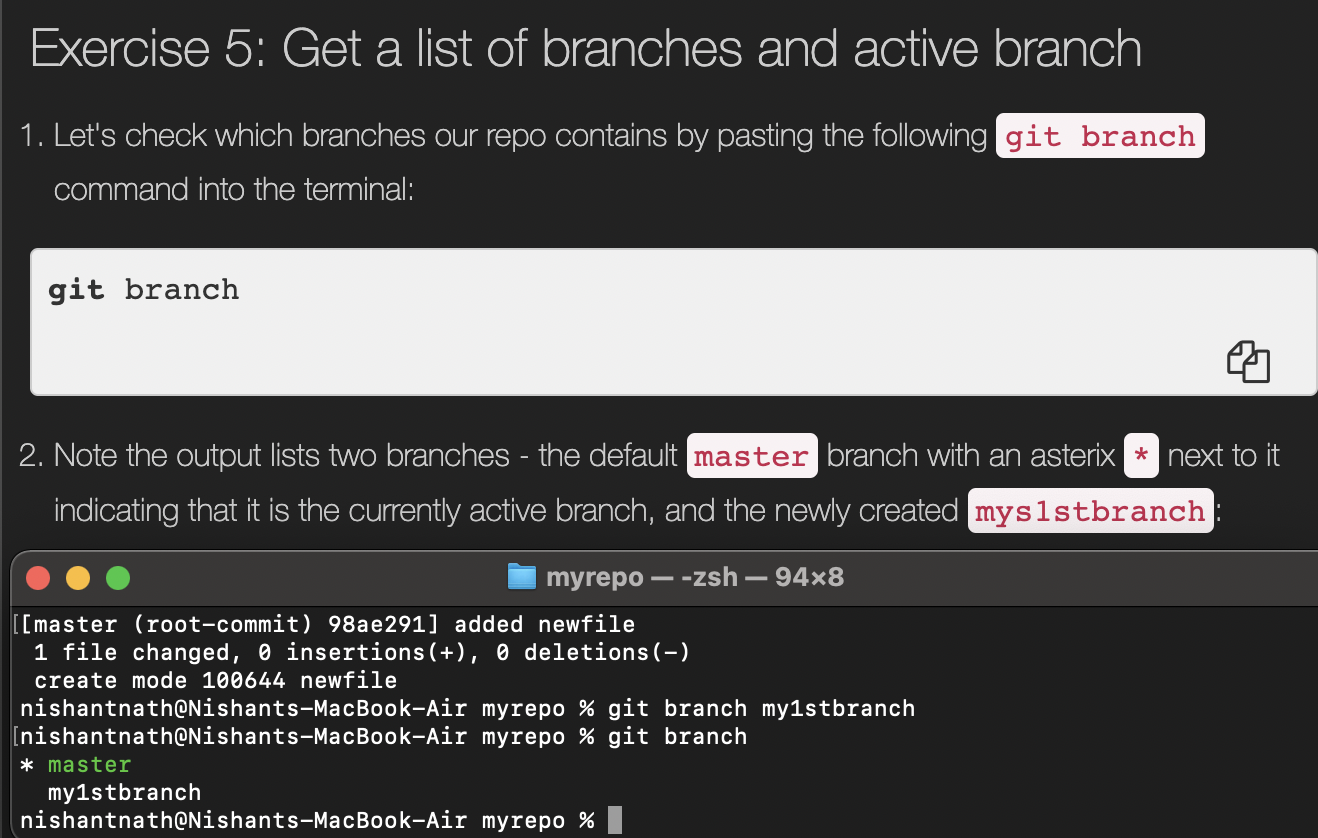 Exercise 5: Get a list of branches and active branch
1. Let's check which branches our repo contains by pasting the following git branch
command into the terminal:
git branch
2. Note the output lists two branches - the default master branch with an asterix * next to it
indicating that it is the currently active branch, and the newly created mys1stbranch:
myrepo — -zsh — 94×8
[[master (root-commit) 98ae291] added newfile
1 file changed, 0 insertions(+), 0 deletions(-)
create mode 100644 newfile
nishantnath@Nishants-MacBook-Air myrepo % git branch my1stbranch
[nishantnath@Nishants-MacBook-Air myrepo % git branch
* master
my1stbranch
nishantnath@Nishants-MacBook-Air myrepo %